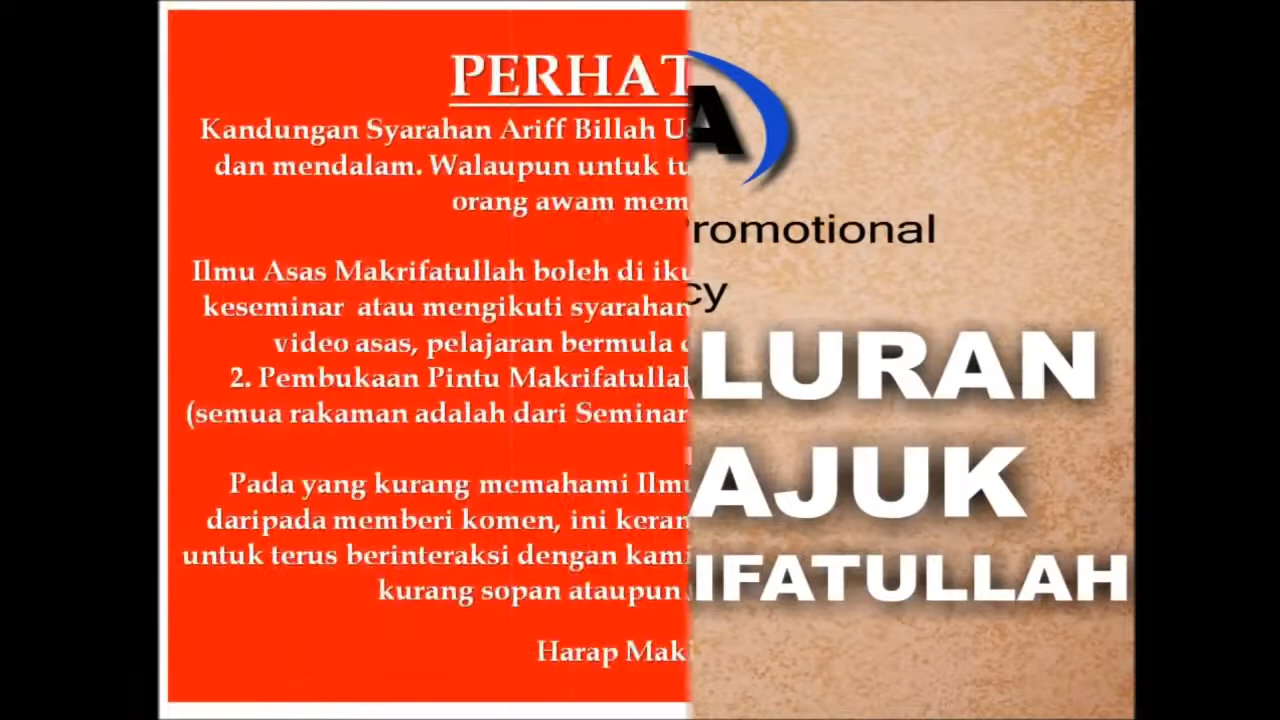 PERHAT
Kandungan Syarahan Ariff Billah U
dan mendalam. Walaupun untuk tu
orang awam mem
Ilmu Asas Makrifatullah boleh di iku
keseminar atau mengikuti syarahan
video asas, pelajaran bermula
2. Pembukaan Pintu Makrifatullah
(semua rakaman adalah dari Seminar
Pada yang kurang memahami Ilmu
daripada memberi komen, ini keran
untuk terus berinteraksi dengan kami
kurang sopan ataupun
Harap Mak
A
romotional
cy
LURAN
AJUK
IFATULLAH